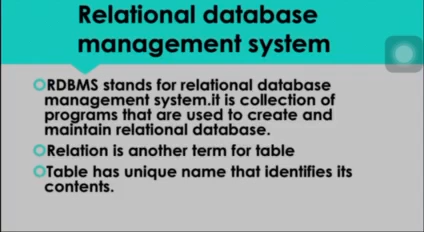 Relational database
management system
RDBMS stands for relational database
management system.it is collection of
programs that are used to create and
maintain relational database.
Relation is another term for table
Table has unique name that identifies its
contents.